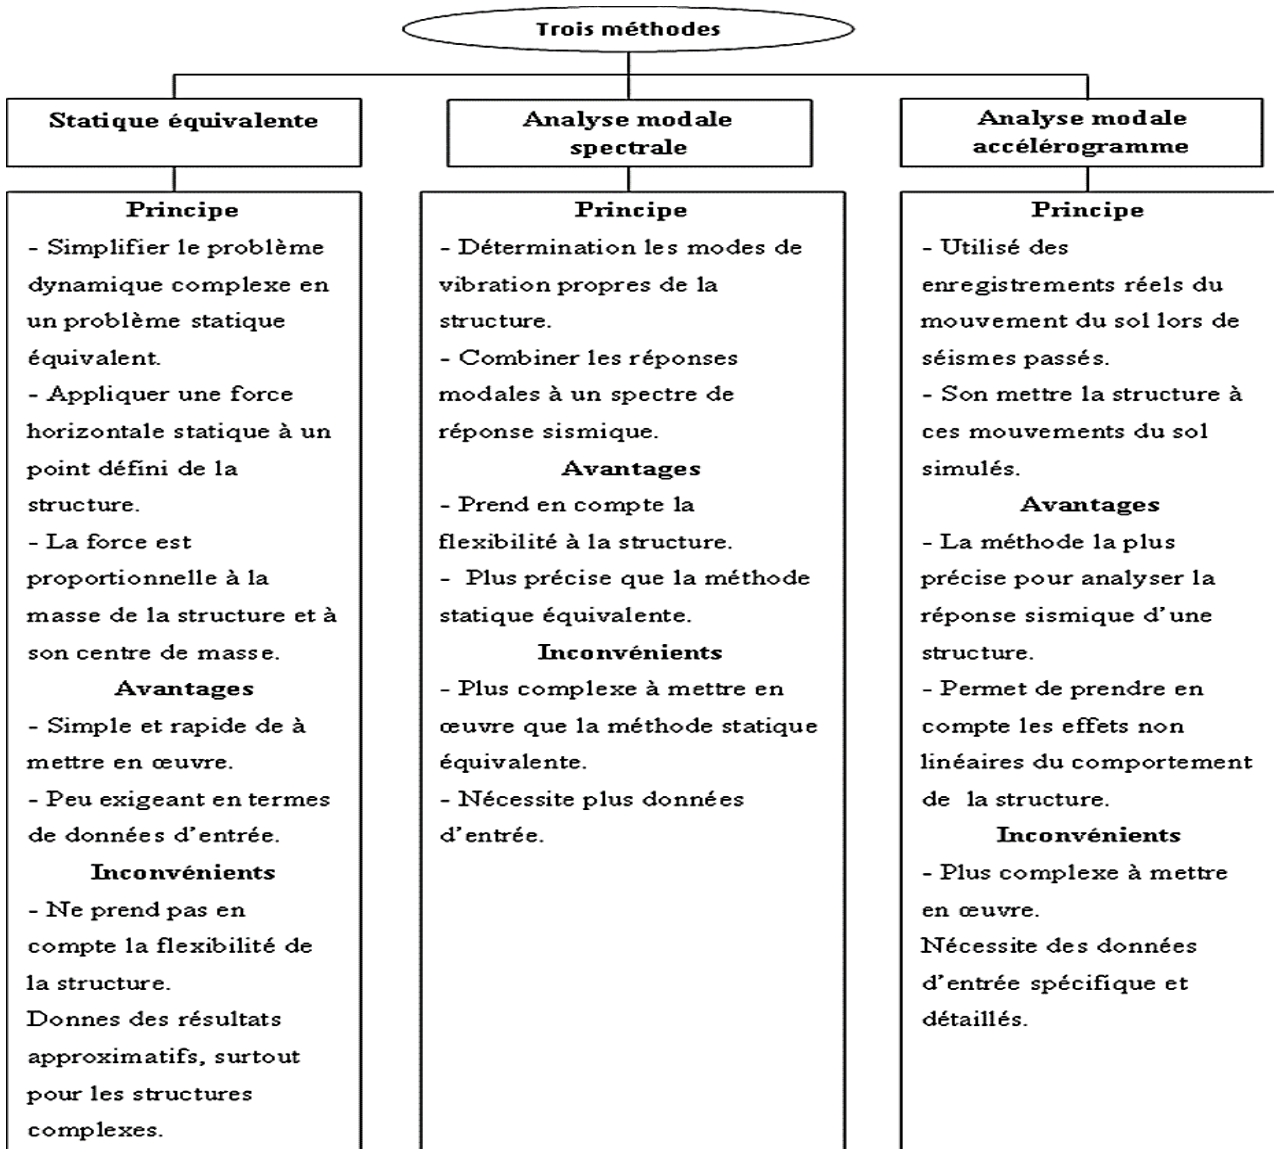 Trois méthodes
Statique équivalente
Principe
- Simplifier le problème
dynamique complexe en
un problème statique
équivalent.
- Appliquer une force
horizontale statique à un
point défini de la
structure.
- La force est
proportionnelle à la
masse de la structure et à
son centre de masse.
Avantages
- Simple et rapide de à
mettre en œuvre.
- Peu exigeant en termes
de données d'entrée.
Inconvénients
- Ne prend pas en
compte la flexibilité de
la structure.
Donnes des résultats
approximatifs, surtout
pour les structures
complexes.
Analyse modale
spectrale
Principe
- Détermination les modes de
vibration propres de la
structure.
- Combiner les réponses
modales à un spectre de
réponse sismique.
Avantages
- Prend en compte la
flexibilité à la structure.
- Plus précise que la méthode
statique équivalente.
Inconvénients
- Plus complexe à mettre en
œuvre que la méthode statique
équivalente.
- Nécessite plus données
d'entrée.
Analyse modale
accélérogramme
Principe
- Utilisé des
enregistrements réels du
mouvement du sol lors de
séismes passés.
- Son mettre la structure à
ces mouvements du sol
simulés.
Avantages
- La méthode la plus
précise pour analyser la
réponse sismique d'une
structure.
- Permet de prendre en
compte les effets non
linéaires du comportement
de la structure.
Inconvénients
- Plus complexe à mettre
en œuvre.
Nécessite des données
d'entrée spécifique et
détaillés.